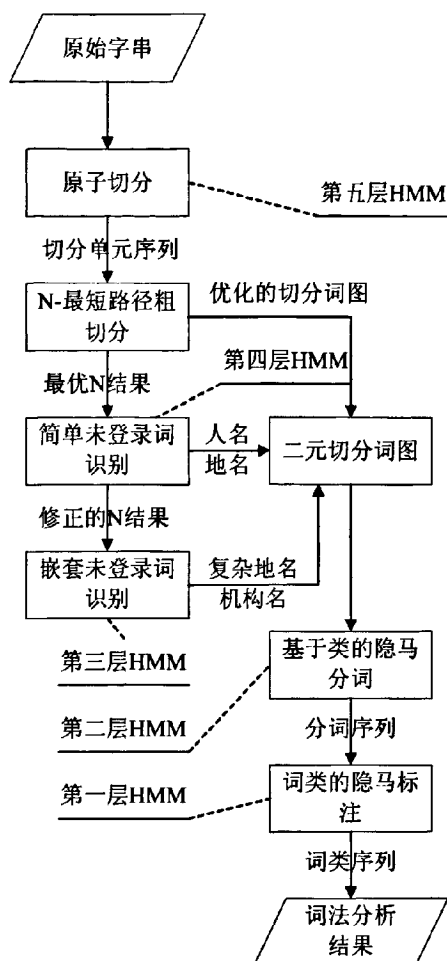 原始字串
原子切分
第五层HMM
切分单元序列
N-最短路径粗
切分
优化的切分词图
第四层HMM
最优N结果
简单未登录词
识别
人名
地名
二元切分词图
修正的N结果
嵌套未登录词
识别
复杂地名
机构名
第三层HMM
基于类的隐马
分词
第二层HMM
分词序列
第一层HMM
词类的隐马标
注
词类序列
词法分析
结果